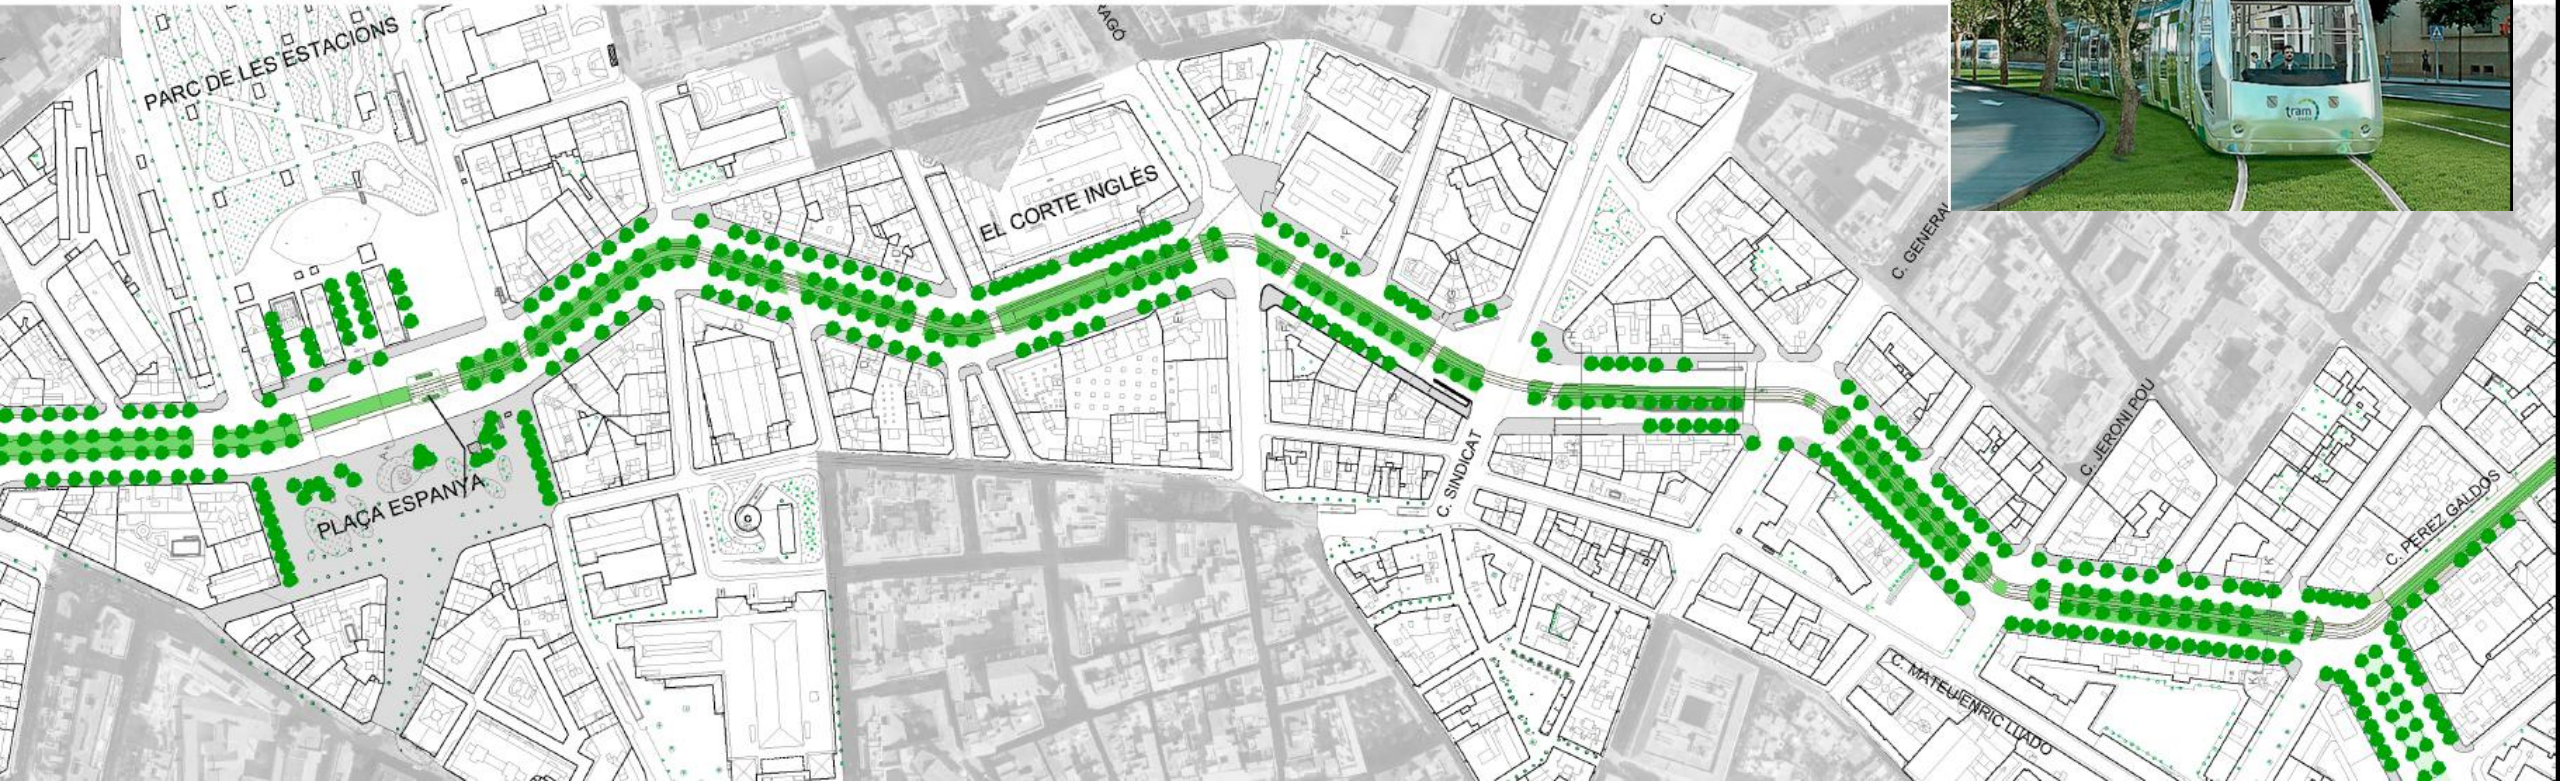 PARC DE LES ESTACIONS
EL CORTE INGLÉS
PLAÇA ESPANYA
C. SINDICAT
C. GENERAL
C. JERONI POU
C. PEREZ GALDOS
C. MATEU ENRIC LLADO
tram